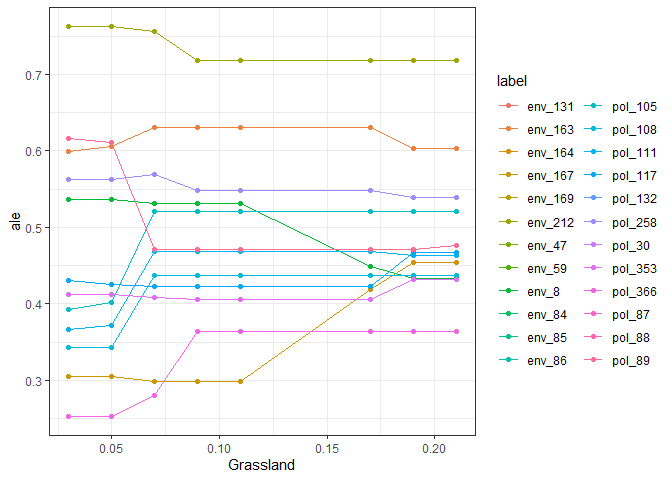 0.7
0.6
0.5
0.4
0.3
ale
0.05
0.10
0.15
0.20
Grassland
label
env_131
env_163
env_164
env_167
env_169
env_212
env_47
env_59
env_8
env_84
env_85
env_86
pol_105
pol_108
pol_111
pol_117
pol_132
pol_258
pol_30
pol_353
pol_366
pol_87
pol_88
pol_89